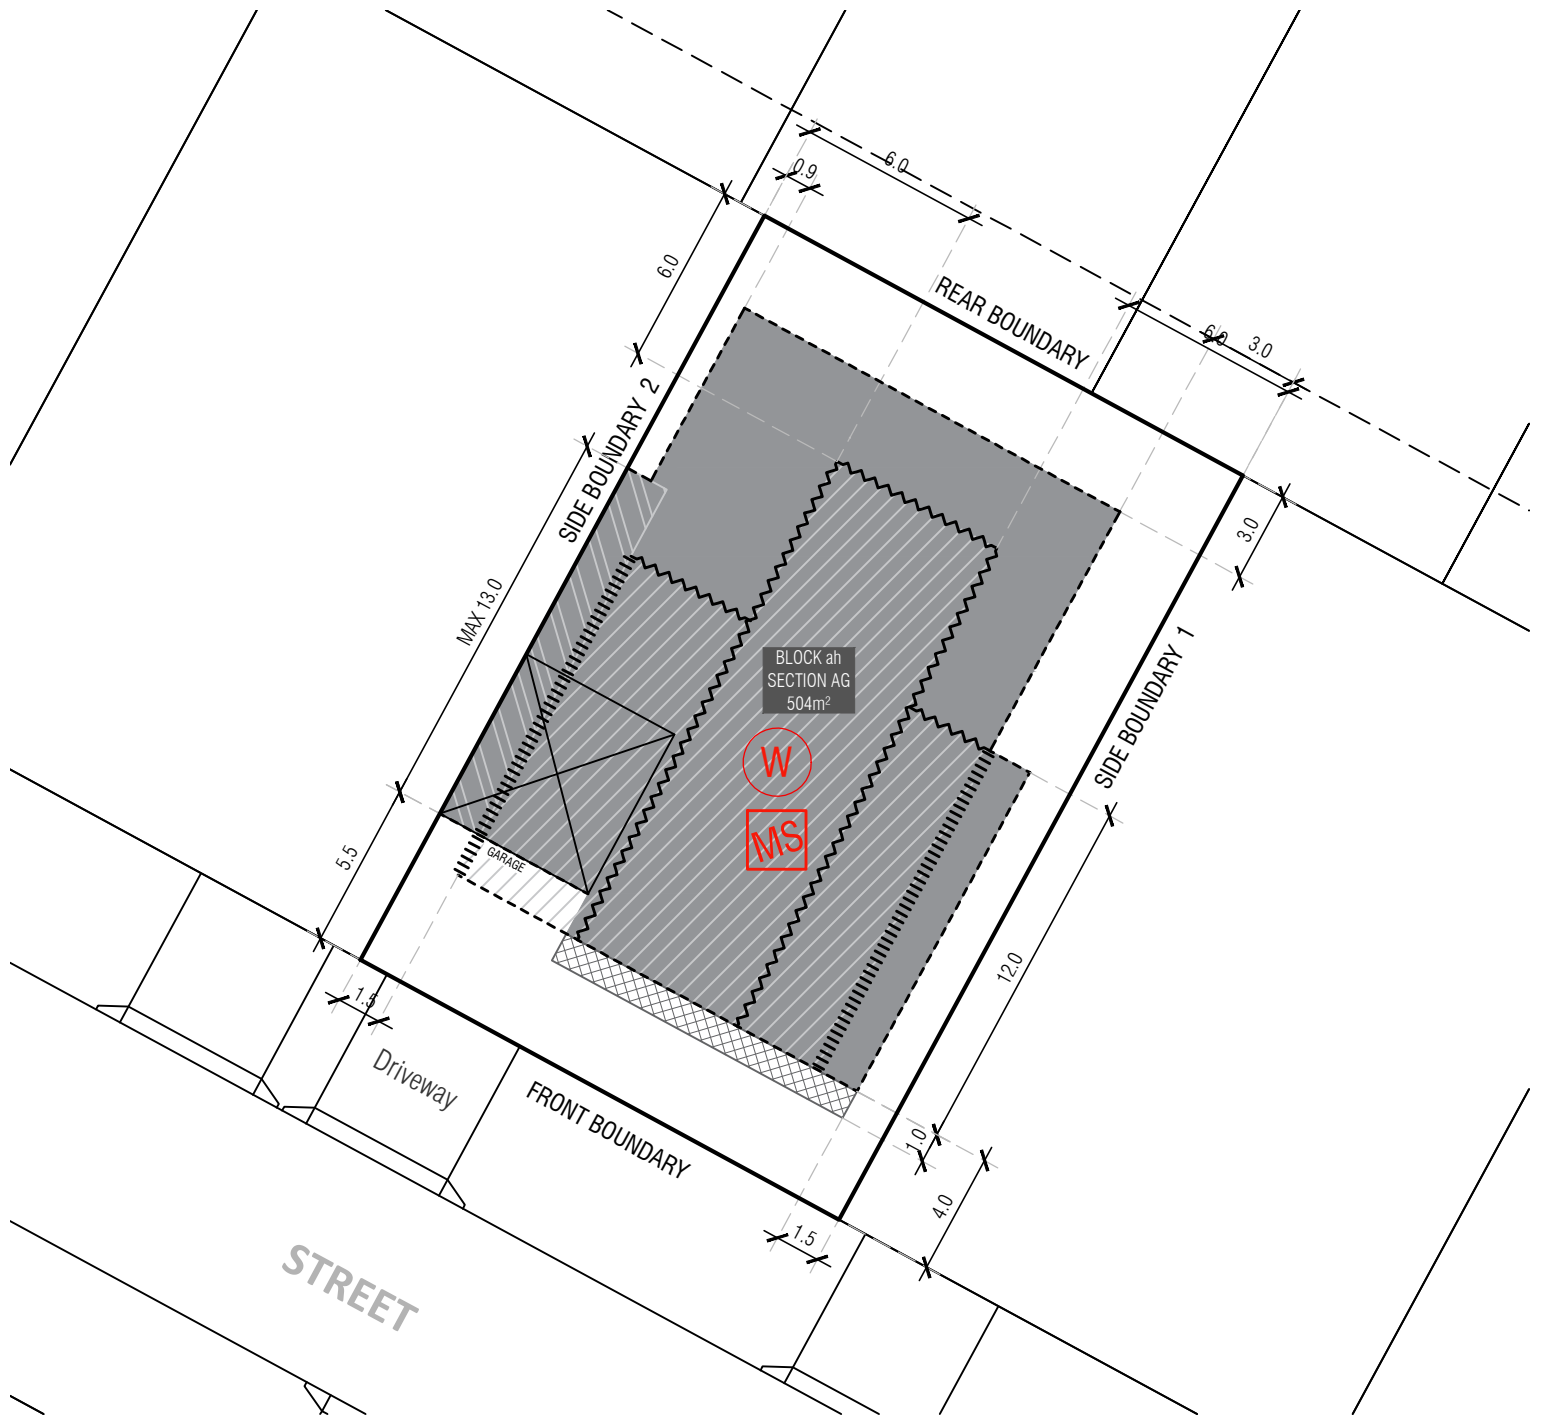 6.0
0.9
6.0
REAR BOUNDARY
6.0
3.0
SIDE BOUNDARY 2
3.0
MAX 13.0
BLOCK ah
SECTION AG
504m²
SIDE BOUNDARY 1
W
MS
5.5
GARAGE
12.0
1.5
Driveway
FRONT BOUNDARY
1.0
4.0
1.5
STREET